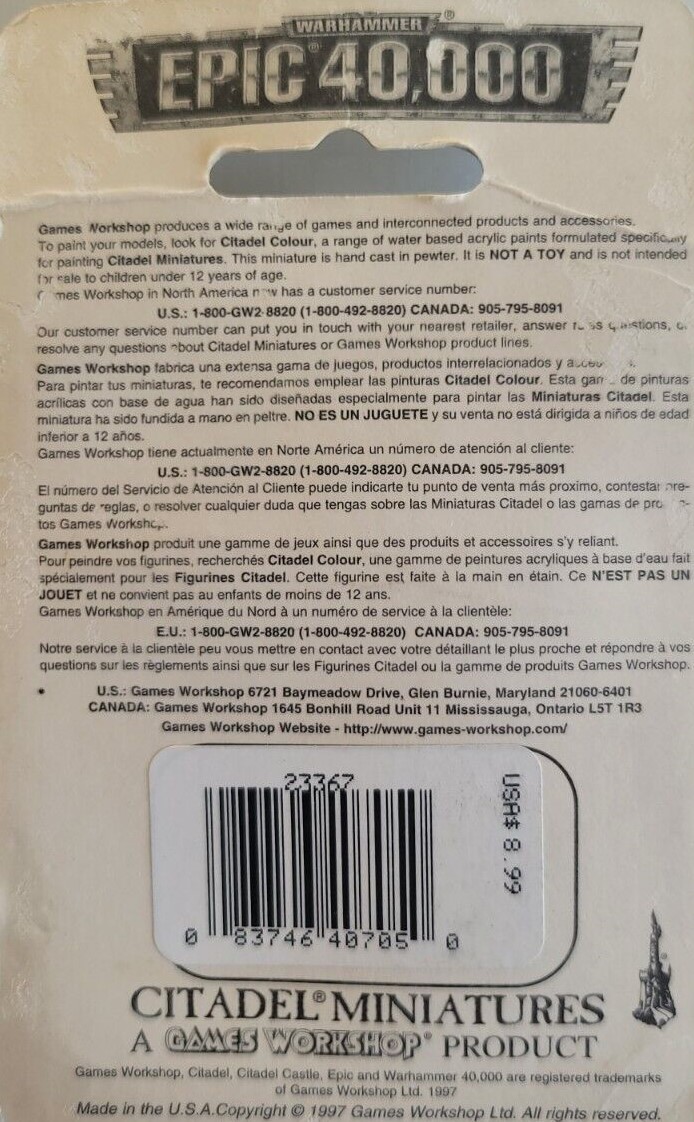 WARHAMMER®
EPIC® 40,000
Games Workshop produces a wide range of games and interconnected products and accessories.
To paint your models, look for Citadel Colour, a range of water based acrylic paints formulated specifically
for painting Citadel Miniatures. This miniature is hand cast in pewter. It is NOT A TOY and is not intended
for sale to children under 12 years of age.
Games Workshop in North America now has a customer service number:
U.S.: 1-800-GW2-8820 (1-800-492-8820) CANADA: 905-795-8091
Our customer service number can put you in touch with your nearest retailer, answer questions,
resolve any questions about Citadel Miniatures or Games Workshop product lines.
Games Workshop fabrica una extensa gama de juegos, productos interrelacionados y
Para pintar tus miniaturas, te recomendamos emplear las pinturas Citadel Colour. Esta de pinturas
acrílicas con base de agua han sido diseñadas especialmente para pintar las Miniaturas Citadel. Esta
miniatura ha sido fundida a mano en peltre. NO ES UN JUGUETE y su venta no está dirigida a niños de edad
inferior a 12 años.
Games Workshop tiene actualmente en Norte América un número de atención al cliente:
U.S.: 1-800-GW2-8820 (1-800-492-8820) CANADA: 905-795-8091
El número del Servicio de Atención al Cliente puede indicarte tu punto de venta más proximo, contestar pre-
guntas de reglas, o resolver cualquier duda que tengas sobre las Miniaturas Citadel o las gamas de
tos Games Workshop.
Games Workshop produit une gamme de jeux ainsi que des produits et accessoires s'y reliant.
Pour peindre vos figurines, recherchés Citadel Colour, une gamme de peintures acryliques à base d'eau fait
spécialement pour les Figurines Citadel. Cette figurine est faite à la main en étain. Ce N'EST PAS UN
JOUET et ne convient pas au enfants de moins de 12 ans.
Games Workshop en Amérique du Nord à un numéro de service à la clientèle:
E.U.: 1-800-GW2-8820 (1-800-492-8820) CANADA: 905-795-8091
Notre service à la clientèle peu vous mettre en contact avec votre détaillant le plus proche et répondre à vos
questions sur les règlements ainsi que sur les Figurines Citadel ou la gamme de produits Games Workshop.
• U.S.: Games Workshop 6721 Baymeadow Drive, Glen Burnie, Maryland 21060-6401
CANADA: Games Workshop 1645 Bonhill Road Unit 11 Mississauga, Ontario L5T 1R3
Games Workshop Website - http://www.games-workshop.com/
23367
USA$ 8.99
0 83746 40705 0
CITADEL® MINIATURES
A GAMES WORKSHOP® PRODUCT
Games Workshop, Citadel, Citadel Castle, Epic and Warhammer 40,000 are registered trademarks
of Games Workshop Ltd. 1997
Made in the U.S.A. Copyright © 1997 Games Workshop Ltd. All rights reserved.